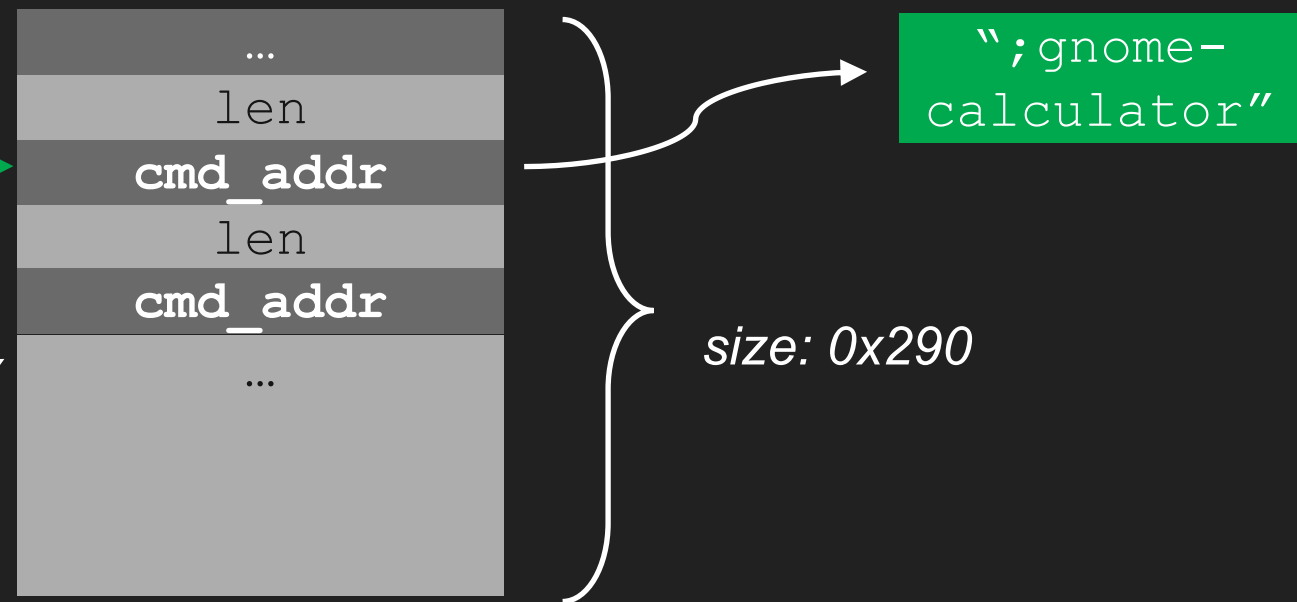 …
len
cmd_addr
len
cmd_addr
…
size: 0x290
“;gnome-
calculator”